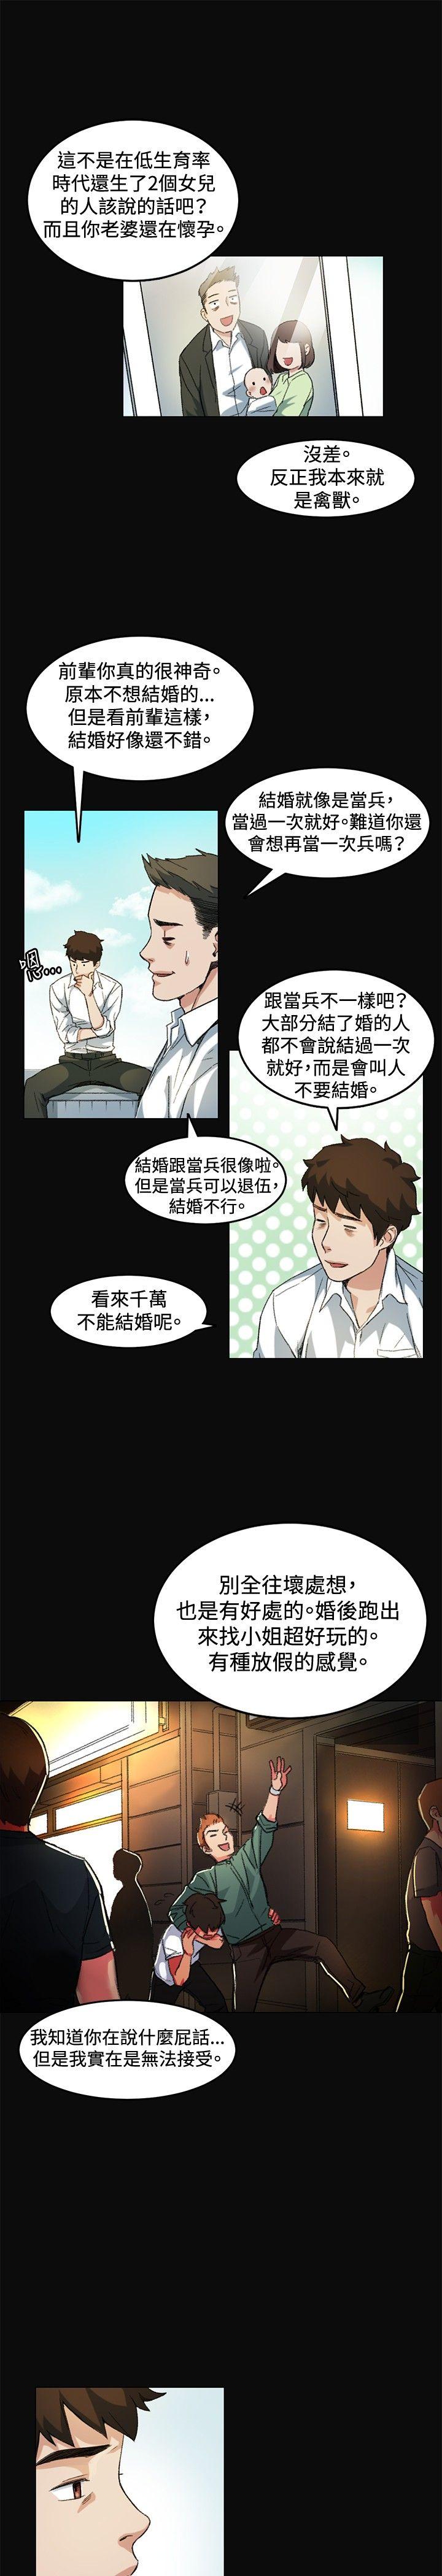 這不是在低生育率
時代還生了2個女兒
的人該說的話吧?
而且你老婆還在懷孕。
沒差。
反正我本來就
是禽獸。
前輩你真的很神奇。
原本不想結婚的...
但是看前輩這樣,
結婚好像還不錯。
結婚就像是當兵,
當過一次就好。難道你還
會想再當一次兵嗎?
嗯...
跟當兵不一樣吧?
大部分結了婚的人
都不會說結過一次
就好,而是會叫人
不要結婚。
結婚跟當兵很像啦。
但是當兵可以退伍,
結婚不行。
看來千萬
不能結婚呢。
別全往壞處想,
也是有好處的。婚後跑出
來找小姐超好玩的。
有種放假的感覺。
我知道你在說什麼屁話...
但是我實在是無法接受。